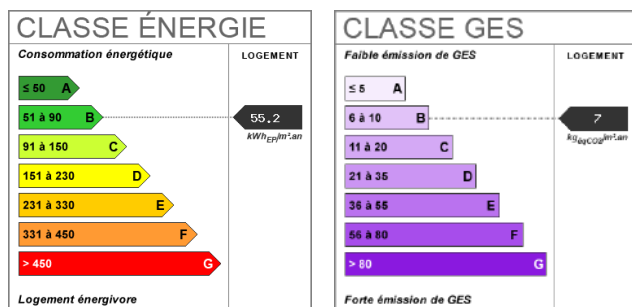 CLASSE ÉNERGIE
Consommation énergétique
LOGEMENT
≤ 50 A
51 à 90 B
55.2
kWhEP/m².an
91 à 150 C
151 à 230 D
231 à 330 E
331 à 450 F
> 450 G
Logement énergivore
CLASSE GES
Faible émission de GES
LOGEMENT
≤ 5 A
6 à 10 B
7
kgéqCO2/m².an
11 à 20 C
21 à 35 D
36 à 55 E
56 à 80 F
> 80 G
Forte émission de GES